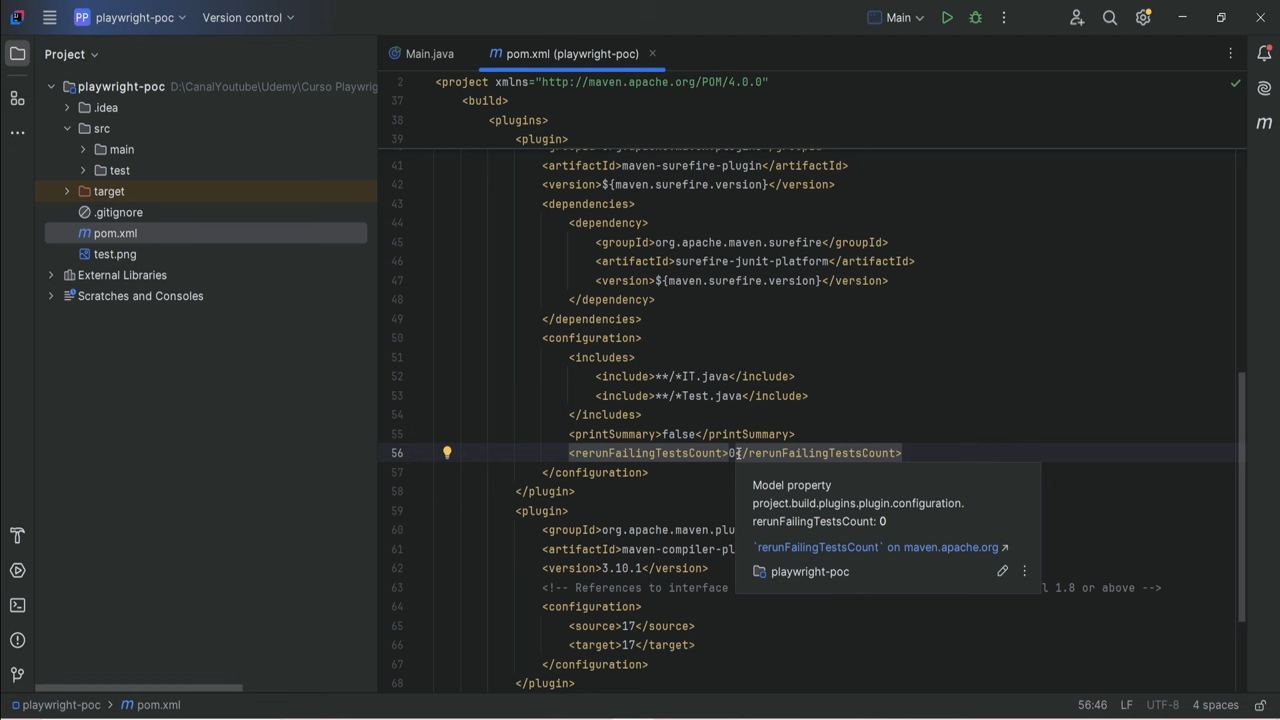 PP playwright-poc Version control Main
Project
playwright-poc D:\CanalYoutube\Udemy\Curso Playwrig
.idea
src
main
test
target
.gitignore
pom.xml
test.png
External Libraries
Scratches and Consoles
Main.java pom.xml (playwright-poc)
2 <project xmlns="http://maven.apache.org/POM/4.0.0"
37 <build>
38 <plugins>
39 <plugin>
41 <artifactId>maven-surefire-plugin</artifactId>
42 <version>${maven.surefire.version}</version>
43 <dependencies>
44 <dependency>
45 <groupId>org.apache.maven.surefire</groupId>
46 <artifactId>surefire-junit-platform</artifactId>
47 <version>${maven.surefire.version}</version>
48 </dependency>
49 </dependencies>
50 <configuration>
51 <includes>
52 <include>**/*IT.java</include>
53 <include>**/*Test.java</include>
54 </includes>
55 <printSummary>false</printSummary>
56 <rerunFailingTestsCount>0</rerunFailingTestsCount>
57 </configuration>
58 </plugin>
59 <plugin>
60 <groupId>org.apache.maven.plu
61 <artifactId>maven-compiler-pl
62 <version>3.10.1</version>
63 <!-- References to interface l 1.8 or above -->
64 <configuration>
65 <source>17</source>
66 <target>17</target>
67 </configuration>
68 </plugin>
Model property
project.build.plugins.plugin.configuration.
rerunFailingTestsCount: 0
`rerunFailingTestsCount` on maven.apache.org
playwright-poc
playwright-poc > pom.xml 56:46 LF UTF-8 4 spaces